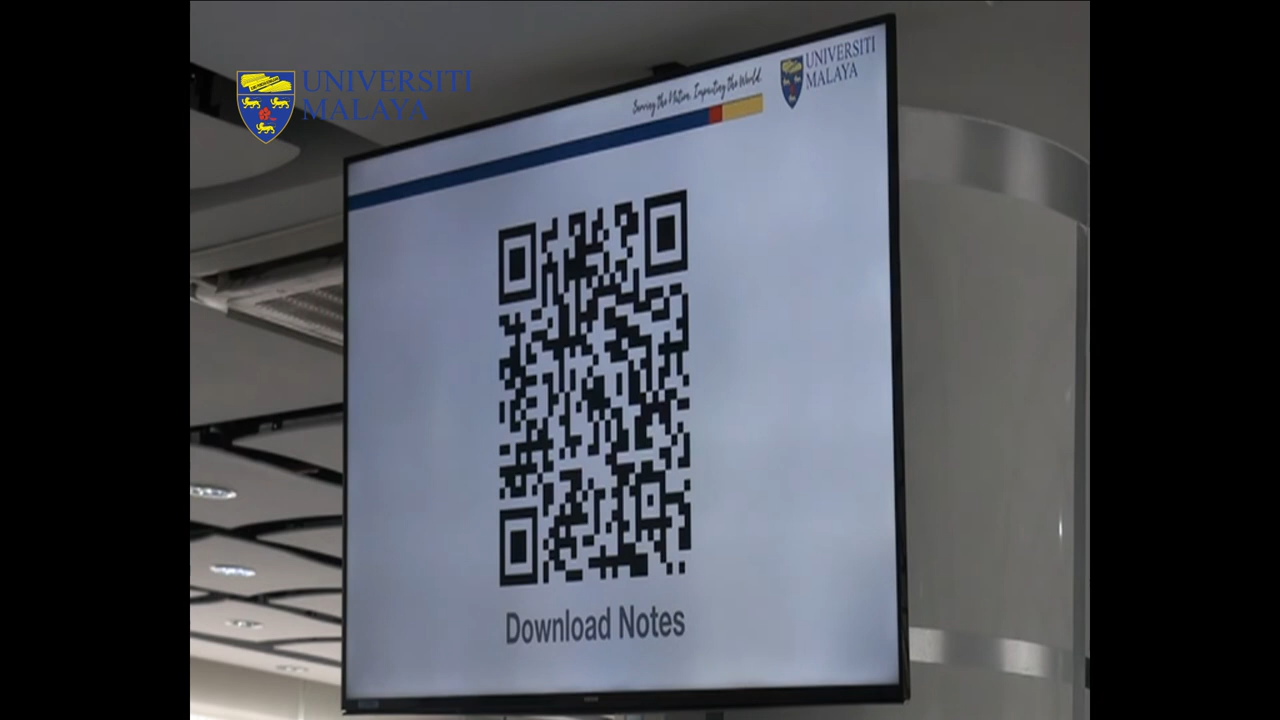 UNIVERSITI
MALAYA
Serving the Nation. Impacting the World.
UNIVERSITI
MALAYA
Download Notes